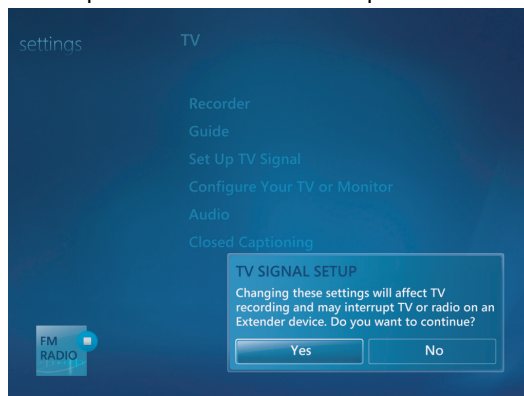 settings
TV
Recorder
Guide
Set Up TV Signal
Configure Your TV or Monitor
Audio
Closed Captioning
TV SIGNAL SETUP
Changing these settings will affect TV
recording and may interrupt TV or radio on an
Extender device. Do you want to continue?
Yes
No
FM
RADIO